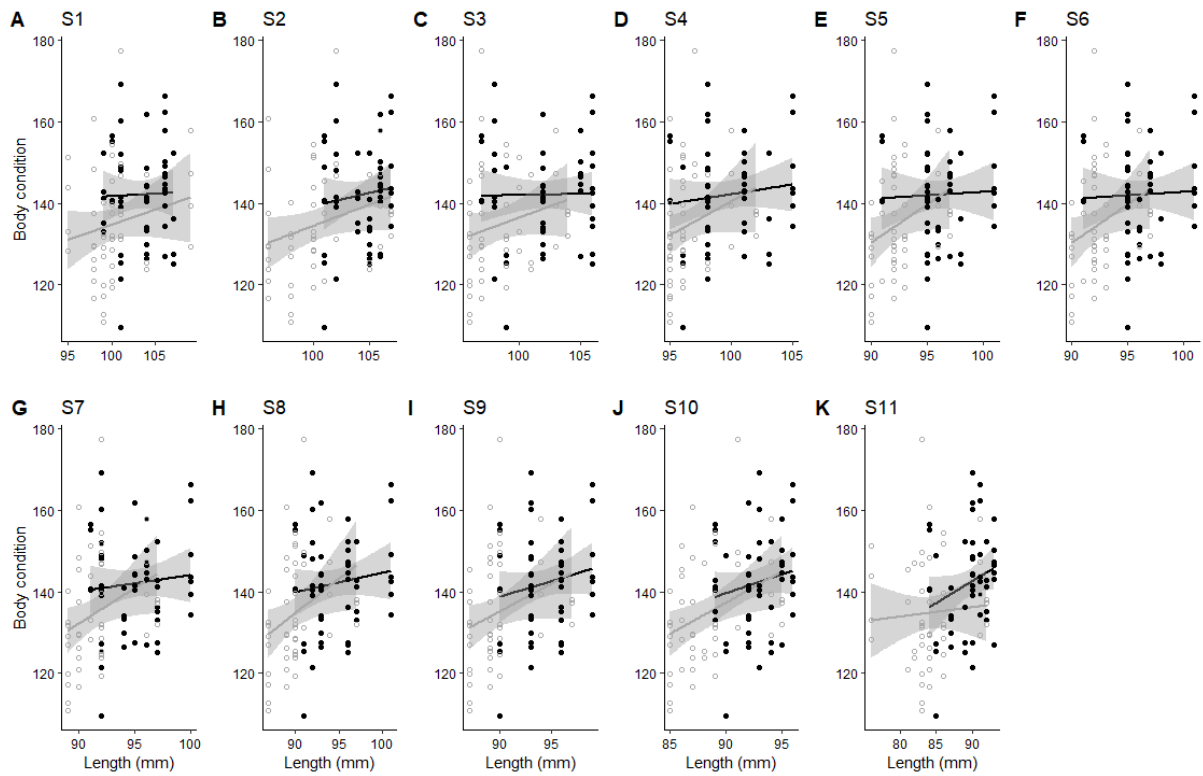 A S1 B S2 C S3 D S4 E S5 F S6
180
160
140
120
Body condition
95 100 105
100 105
100 105
95 100 105
90 95 100
90 95 100
G S7 H S8 I S9 J S10 K S11
180
160
140
120
Body condition
90 95 100
90 95 100
90 95
85 90 95
80 85 90
Length (mm) Length (mm) Length (mm) Length (mm) Length (mm)